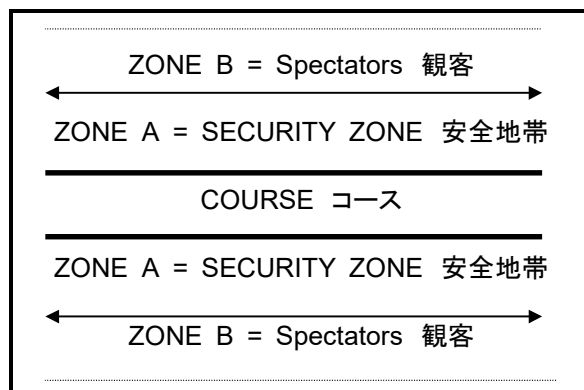 ZONE B = Spectators 観客
ZONE A = SECURITY ZONE 安全地帯
COURSE コース
ZONE A = SECURITY ZONE 安全地帯
ZONE B = Spectators 観客